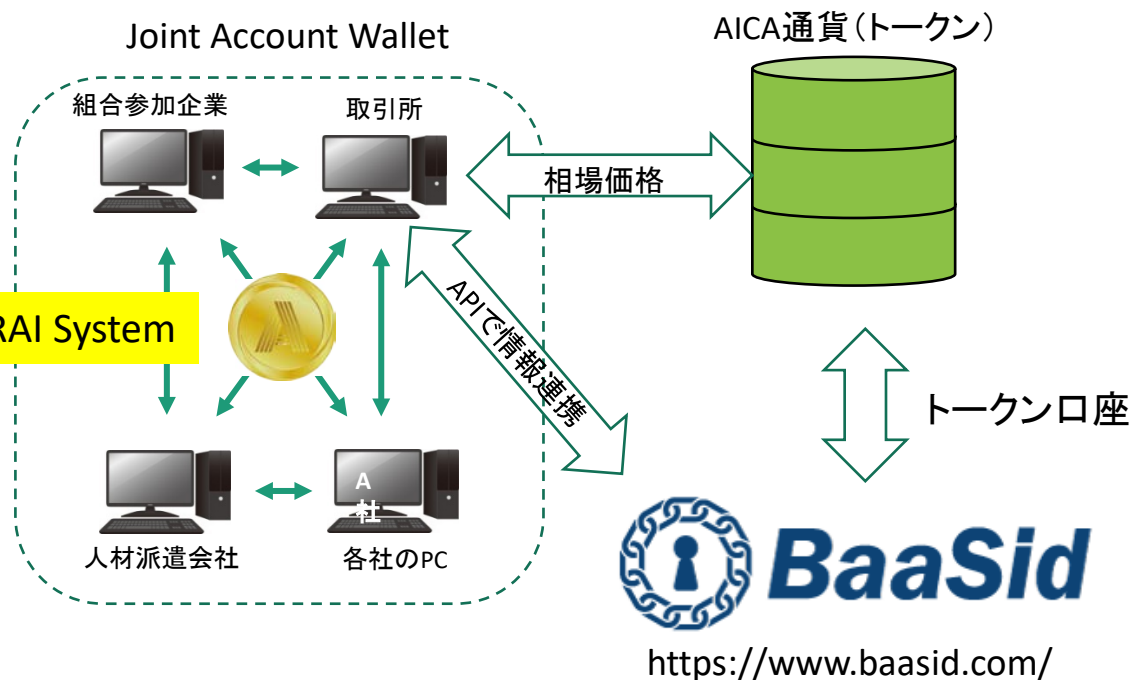 Joint Account Wallet
AICA通貨（トークン）
組合参加企業
取引所
相場価格
RAI System
APIで情報連携
トークン口座
A
社
人材派遣会社
各社のPC
BaaSid
https://www.baasid.com/